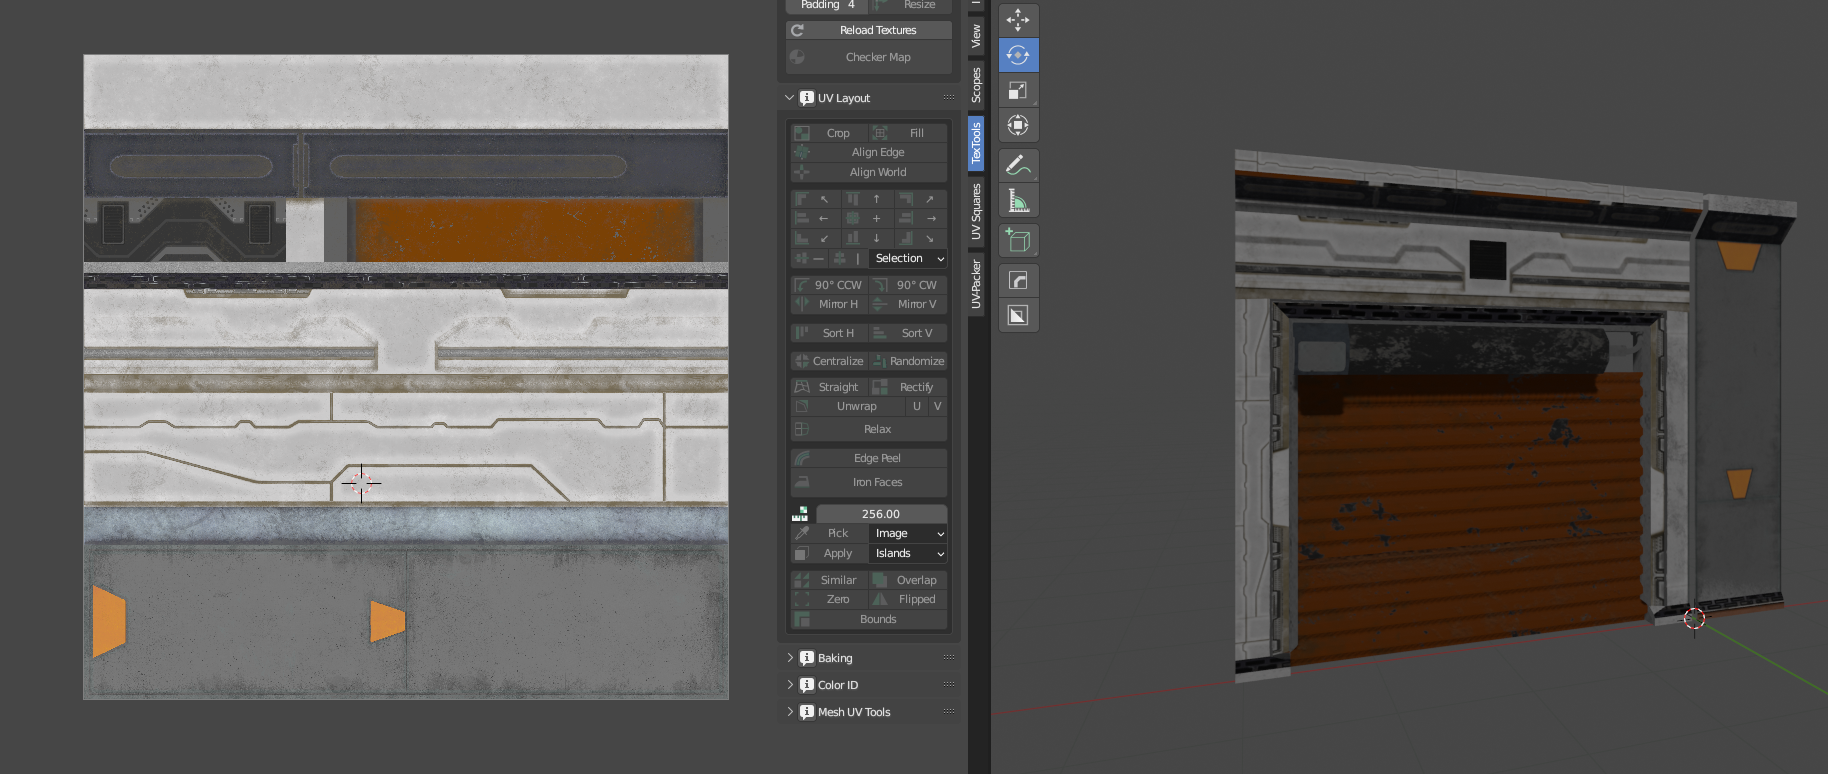 Padding 4 Resize
Reload Textures
Checker Map
UV Layout
Crop Fill
Align Edge
Align World
Selection
90° CCW 90° CW
Mirror H Mirror V
Sort H Sort V
Centralize Randomize
Straight Rectify
Unwrap U V
Relax
Edge Peel
Iron Faces
256.00
Pick Image
Apply Islands
Similar Overlap
Zero Flipped
Bounds
Baking
Color ID
Mesh UV Tools
View
Scopes
TexTools
UV Squares
UV-Packer